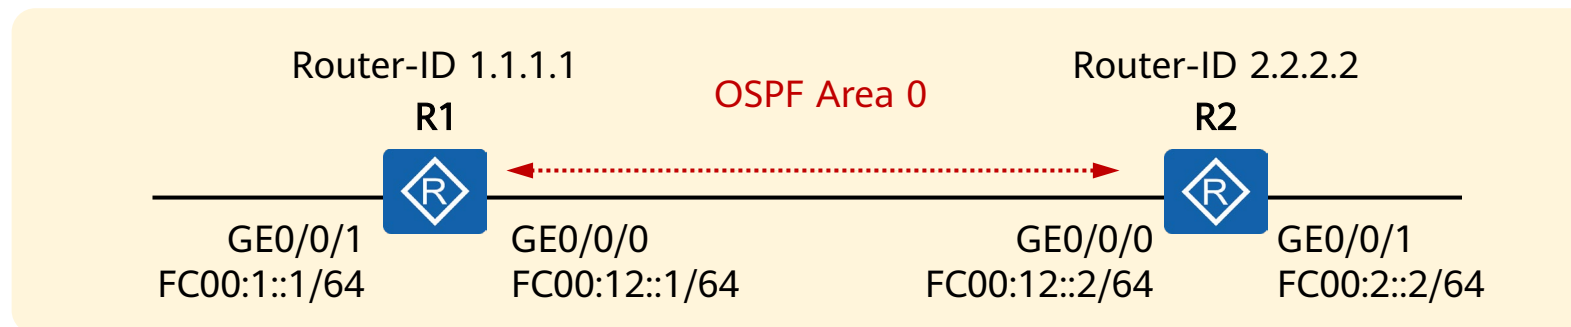 Router-ID 1.1.1.1
R1
OSPF Area 0
Router-ID 2.2.2.2
R2
R
R
GE0/0/1
FC00:1::1/64
GE0/0/0
FC00:12::1/64
GE0/0/0
FC00:12::2/64
GE0/0/1
FC00:2::2/64